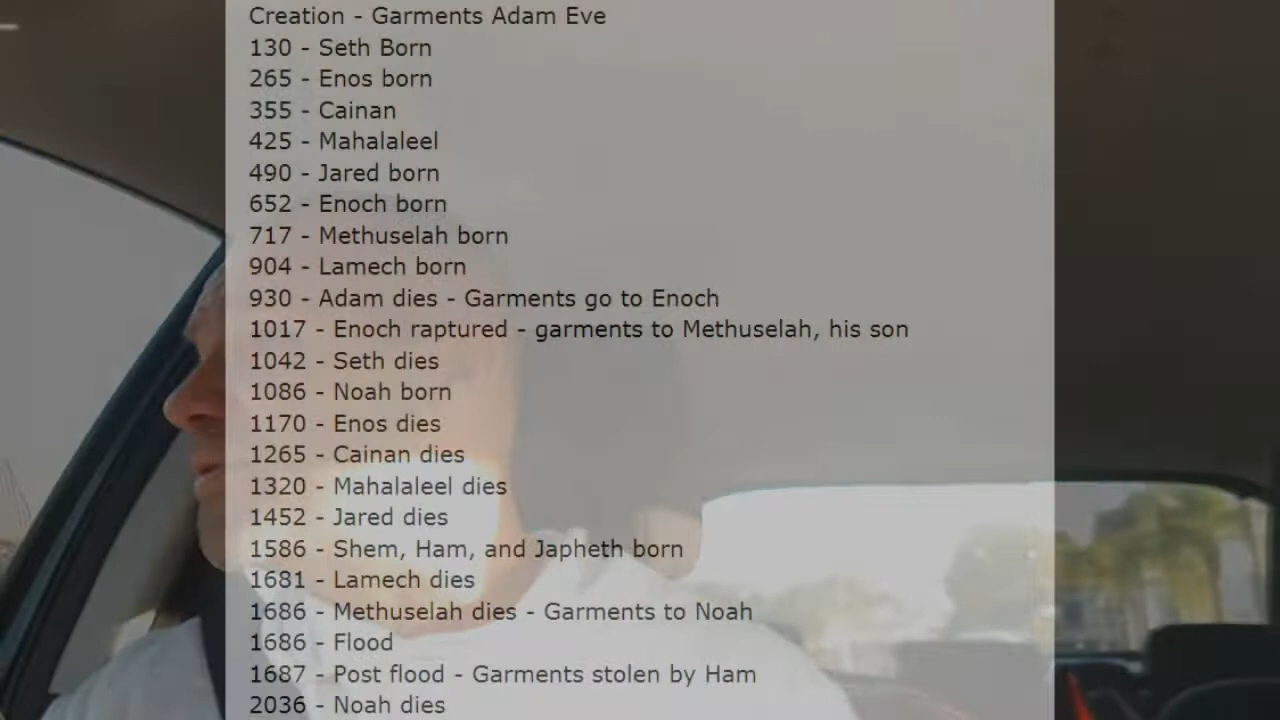 Creation - Garments Adam Eve
130 - Seth Born
265 - Enos born
355 - Cainan
425 - Mahalaleel
490 - Jared born
652 - Enoch born
717 - Methuselah born
904 - Lamech born
930 - Adam dies - Garments go to Enoch
1017 - Enoch raptured - garments to Methuselah, his son
1042 - Seth dies
1086 - Noah born
1170 - Enos dies
1265 - Cainan dies
1320 - Mahalaleel dies
1452 - Jared dies
1586 - Shem, Ham, and Japheth born
1681 - Lamech dies
1686 - Methuselah dies - Garments to Noah
1686 - Flood
1687 - Post flood - Garments stolen by Ham
2036 - Noah dies